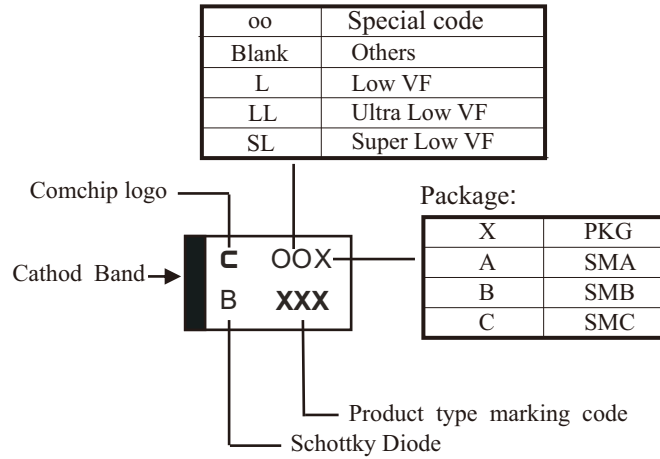 oo Special code
Blank Others
L Low VF
LL Ultra Low VF
SL Super Low VF
Comchip logo
Package:
X PKG
A SMA
B SMB
C SMC
Cathod Band
C OOX
B XXX
Product type marking code
Schottky Diode